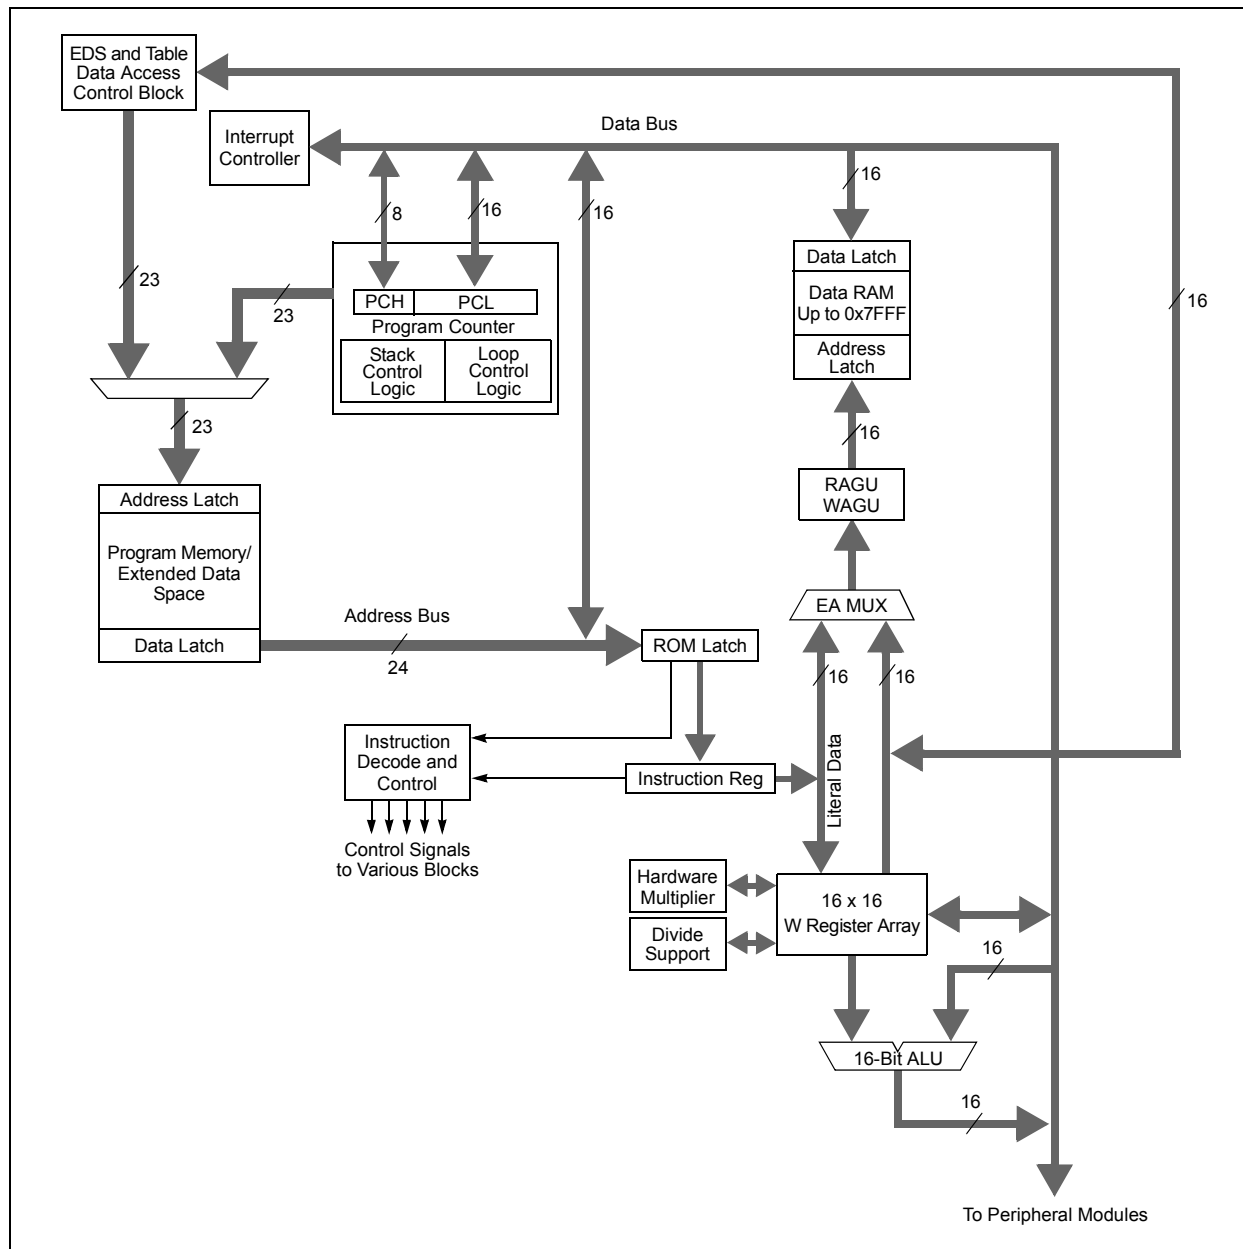 EDS and Table
Data Access
Control Block
Interrupt
Controller
Data Bus
8
16
16
16
23
23
16
PCH
PCL
Program Counter
Stack
Control
Logic
Loop
Control
Logic
Data Latch
Data RAM
Up to 0x7FFF
Address
Latch
23
16
Address Latch
Program Memory/
Extended Data
Space
Data Latch
RAGU
WAGU
EA MUX
Address Bus
24
ROM Latch
16
16
Instruction
Decode and
Control
Instruction Reg
Literal Data
Control Signals
to Various Blocks
Hardware
Multiplier
Divide
Support
16 x 16
W Register Array
16
16-Bit ALU
16
To Peripheral Modules